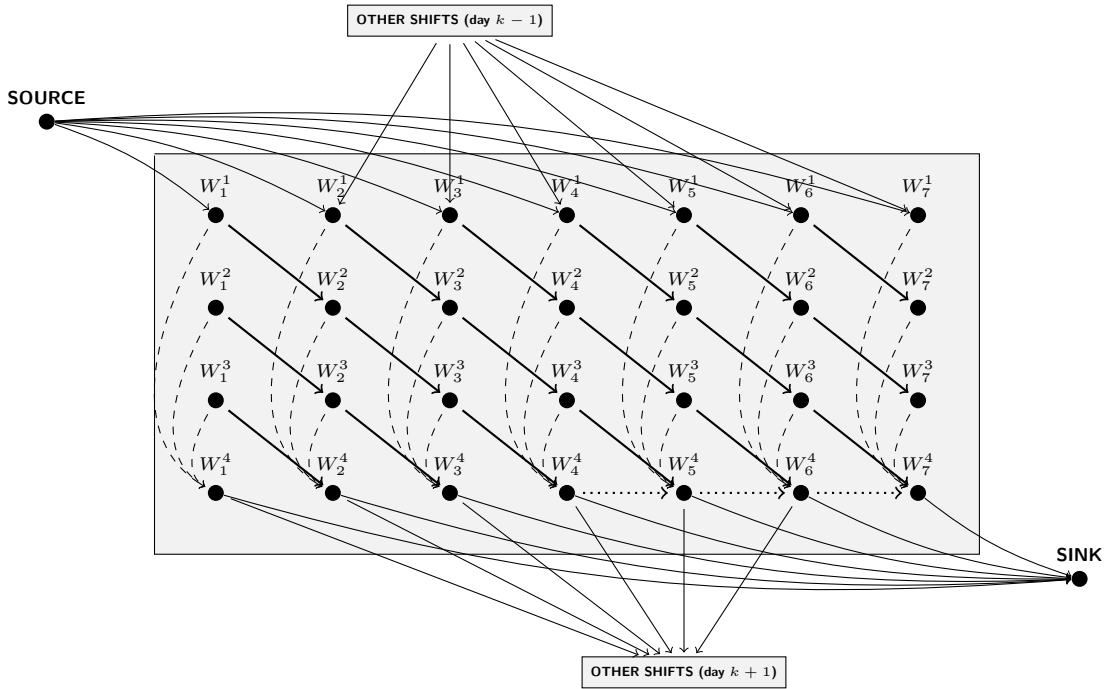 OTHER SHIFTS (day $k-1$)
SOURCE
$W_1^1$ $W_2^1$ $W_3^1$ $W_4^1$ $W_5^1$ $W_6^1$ $W_7^1$
$W_1^2$ $W_2^2$ $W_3^2$ $W_4^2$ $W_5^2$ $W_6^2$ $W_7^2$
$W_1^3$ $W_2^3$ $W_3^3$ $W_4^3$ $W_5^3$ $W_6^3$ $W_7^3$
$W_1^4$ $W_2^4$ $W_3^4$ $W_4^4$ $W_5^4$ $W_6^4$ $W_7^4$
SINK
OTHER SHIFTS (day $k+1$)